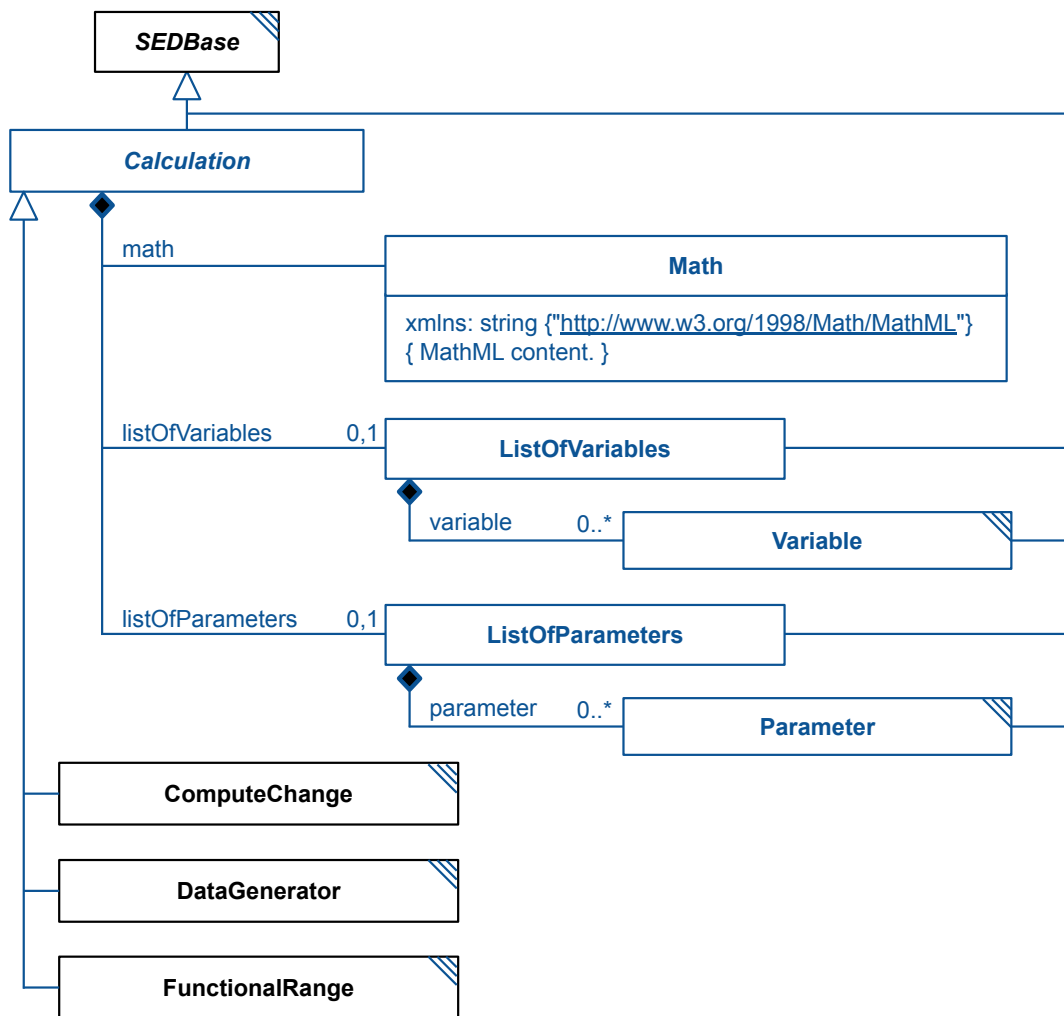 SEDBase
Calculation
math
Math
xmlns: string {"http://www.w3.org/1998/Math/MathML"}
{ MathML content. }
listOfVariables 0,1
ListOfVariables
variable 0..*
Variable
listOfParameters 0,1
ListOfParameters
parameter 0..*
Parameter
ComputeChange
DataGenerator
FunctionalRange